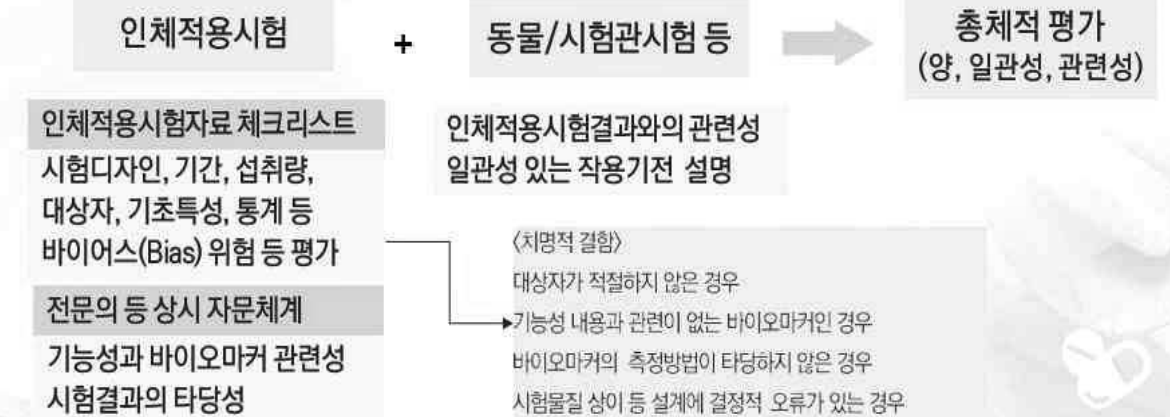 인체적용시험
+
동물/시험관시험 등
총체적 평가
(양, 일관성, 관련성)
인체적용시험자료 체크리스트
시험디자인, 기간, 섭취량,
대상자, 기초특성, 통계 등
바이어스(Bias) 위험 등 평가
전문의 등 상시 자문체계
기능성과 바이오마커 관련성
시험결과의 타당성
인체적용시험결과와의 관련성
일관성 있는 작용기전 설명
〈치명적 결함〉
대상자가 적절하지 않은 경우
기능성 내용과 관련이 없는 바이오마커인 경우
바이오마커의 측정방법이 타당하지 않은 경우
시험물질 상이 등 설계에 결정적 오류가 있는 경우